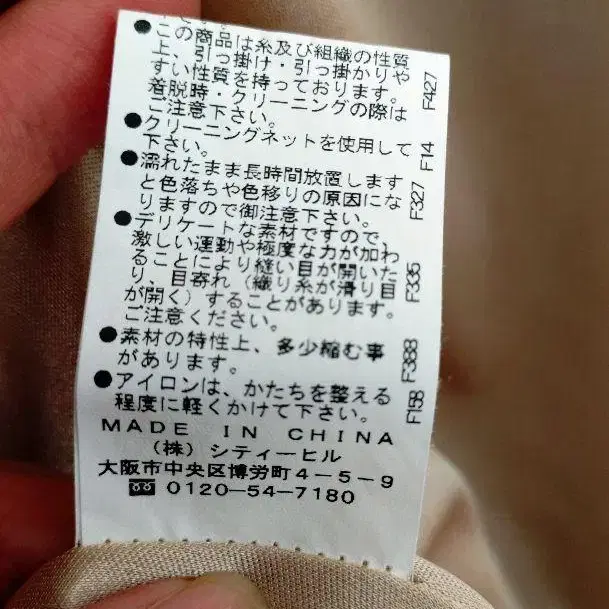 ●この商品は糸及び組織の性質
上、引っ掛け・引っ掛かりや
すい性質を持っております。
着脱時・クリーニングの際は
ご注意下さい。 F427
●クリーニングネットを使用して
下さい。 F14
●濡れたまま長時間放置します
と色落ちや色移りの原因にな
りますので御注意下さい。 F327
●デリケートな素材ですので、
激しい運動や極度な力が加わ
ることにより縫い目が開いた
り、目寄れ(織り糸が滑り目
が開く)することがあります。
ご注意ください。 F335
●素材の特性上、多少縮む事
があります。 F388
●アイロンは、かたちを整える
程度に軽くかけて下さい。 F158
MADE IN CHINA
(株)シティーヒル
大阪市中央区博労町4-5-9
0120-54-7180